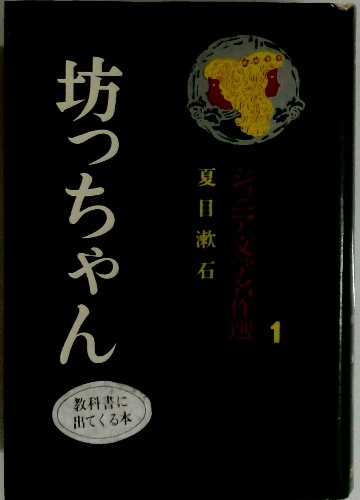 ジュニア文学名作選
1
夏目漱石
坊っちゃん
教科書に
出てくる本